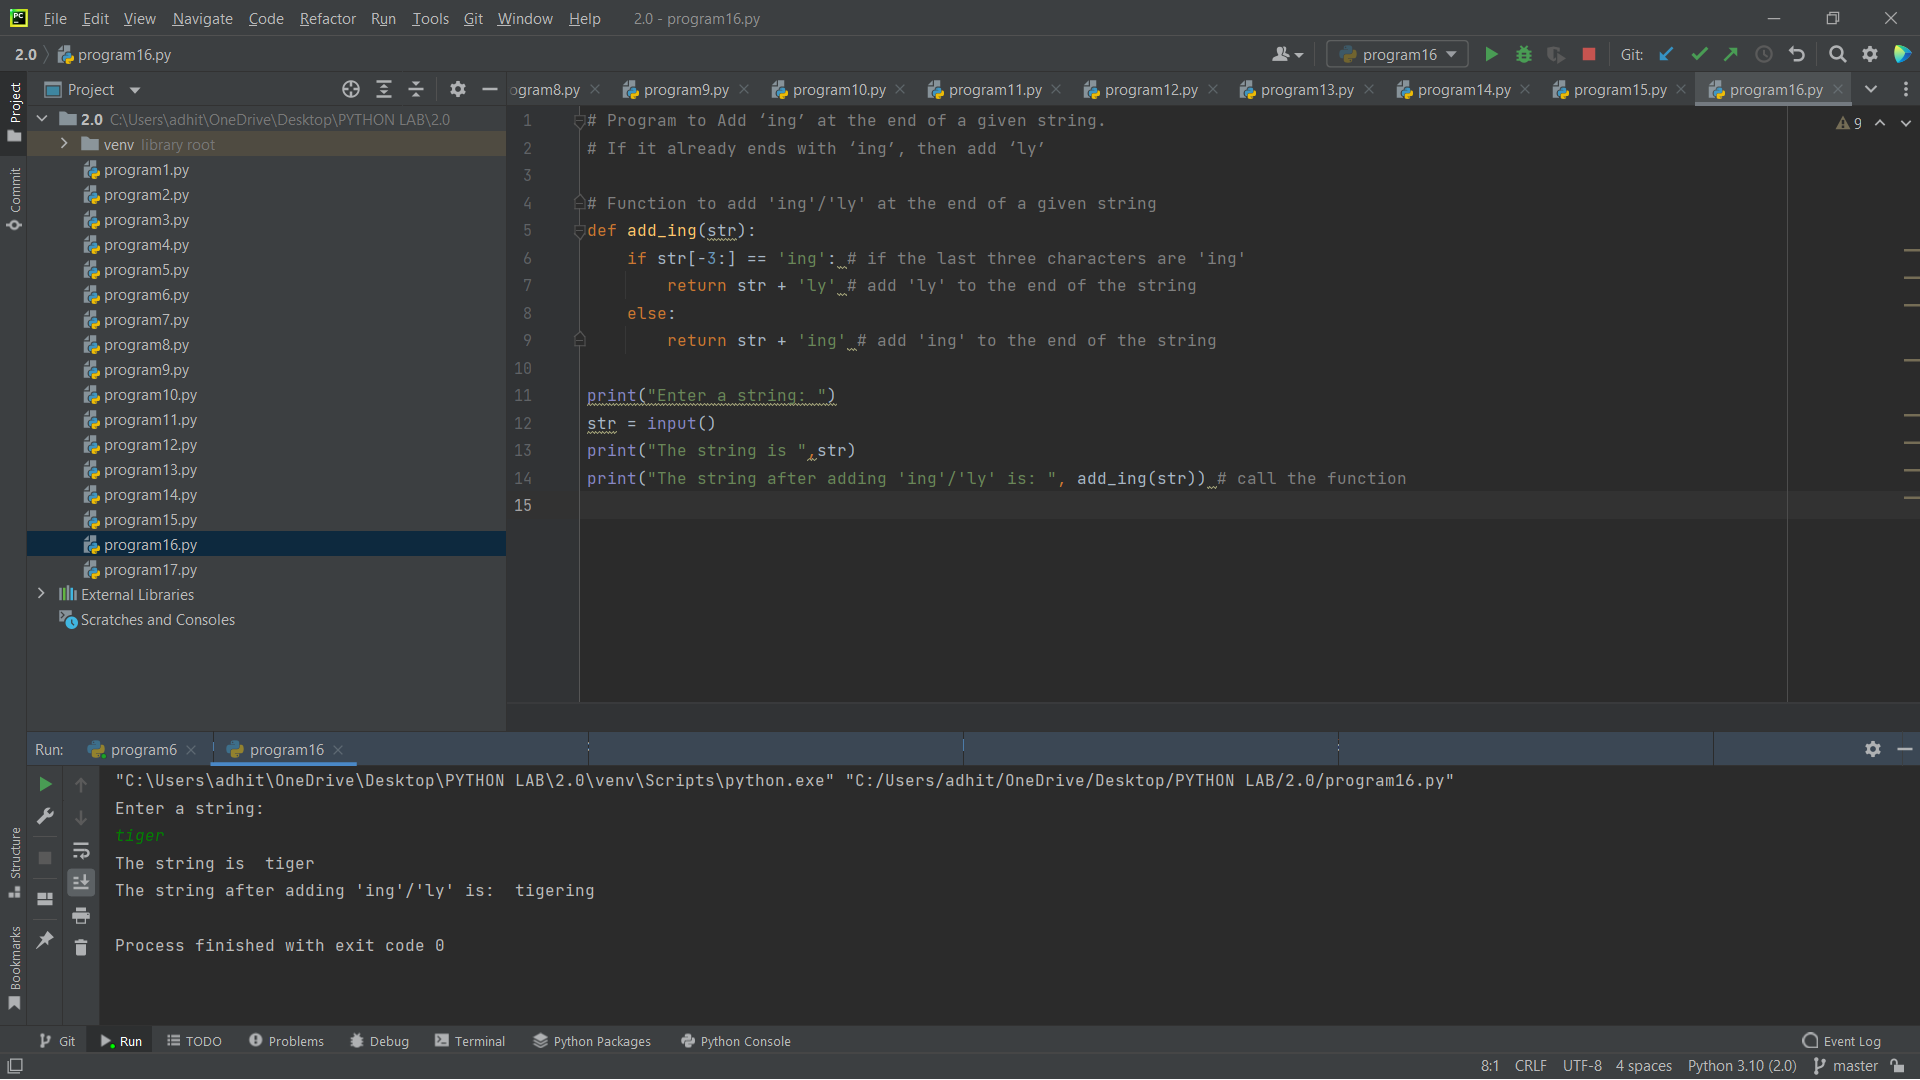 PC File Edit View Navigate Code Refactor Run Tools Git Window Help 2.0 - program16.py
2.0 program16.py program16 Git:
Project
ogram8.py program9.py program10.py program11.py program12.py program13.py program14.py program15.py program16.py
Project
Commit
Structure
Bookmarks
2.0 C:\Users\adhit\OneDrive\Desktop\PYTHON LAB\2.0
venv library root
program1.py
program2.py
program3.py
program4.py
program5.py
program6.py
program7.py
program8.py
program9.py
program10.py
program11.py
program12.py
program13.py
program14.py
program15.py
program16.py
program17.py
External Libraries
Scratches and Consoles
9
1 # Program to Add ‘ing’ at the end of a given string.
2 # If it already ends with ‘ing’, then add ‘ly’
3
4 # Function to add 'ing'/'ly' at the end of a given string
5 def add_ing(str):
6 if str[-3:] == 'ing': # if the last three characters are 'ing'
7 return str + 'ly' # add 'ly' to the end of the string
8 else:
9 return str + 'ing' # add 'ing' to the end of the string
10
11 print("Enter a string: ")
12 str = input()
13 print("The string is ",str)
14 print("The string after adding 'ing'/'ly' is: ", add_ing(str)) # call the function
15
Run: program6 program16
"C:\Users\adhit\OneDrive\Desktop\PYTHON LAB\2.0\venv\Scripts\python.exe" "C:/Users/adhit/OneDrive/Desktop/PYTHON LAB/2.0/program16.py"
Enter a string:
tiger
The string is  tiger
The string after adding 'ing'/'ly' is:  tigering
Process finished with exit code 0
Git Run TODO Problems Debug Terminal Python Packages Python Console Event Log
8:1 CRLF UTF-8 4 spaces Python 3.10 (2.0) master